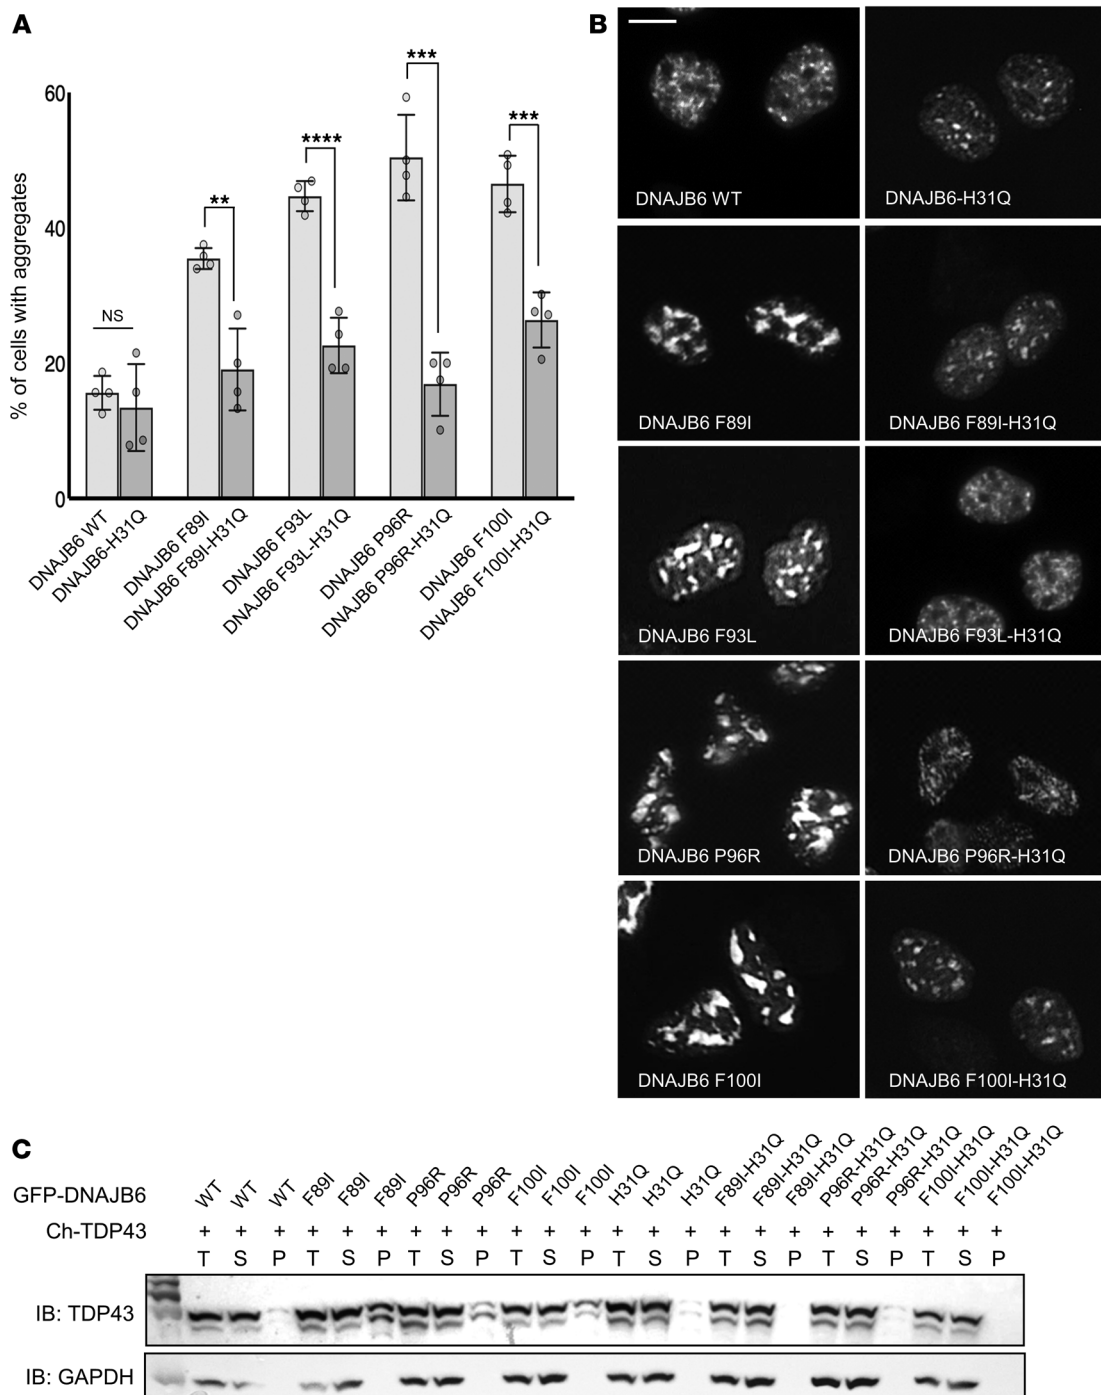 A
% of cells with aggregates
60
40
20
0
NS
**
****
***
***
DNAJB6 WT
DNAJB6-H31Q
DNAJB6 F89I
DNAJB6 F89I-H31Q
DNAJB6 F93L
DNAJB6 F93L-H31Q
DNAJB6 P96R
DNAJB6 P96R-H31Q
DNAJB6 F100I
DNAJB6 F100I-H31Q
B
DNAJB6 WT
DNAJB6-H31Q
DNAJB6 F89I
DNAJB6 F89I-H31Q
DNAJB6 F93L
DNAJB6 F93L-H31Q
DNAJB6 P96R
DNAJB6 P96R-H31Q
DNAJB6 F100I
DNAJB6 F100I-H31Q
C
GFP-DNAJB6 WT WT WT F89I F89I F89I P96R P96R P96R F100I F100I F100I H31Q H31Q H31Q F89I-H31Q F89I-H31Q F89I-H31Q P96R-H31Q P96R-H31Q P96R-H31Q F100I-H31Q F100I-H31Q F100I-H31Q
Ch-TDP43 + + + + + + + + + + + + + + + + + + + + + + + +
T S P T S P T S P T S P T S P T S P T S P T S P
IB: TDP43
IB: GAPDH